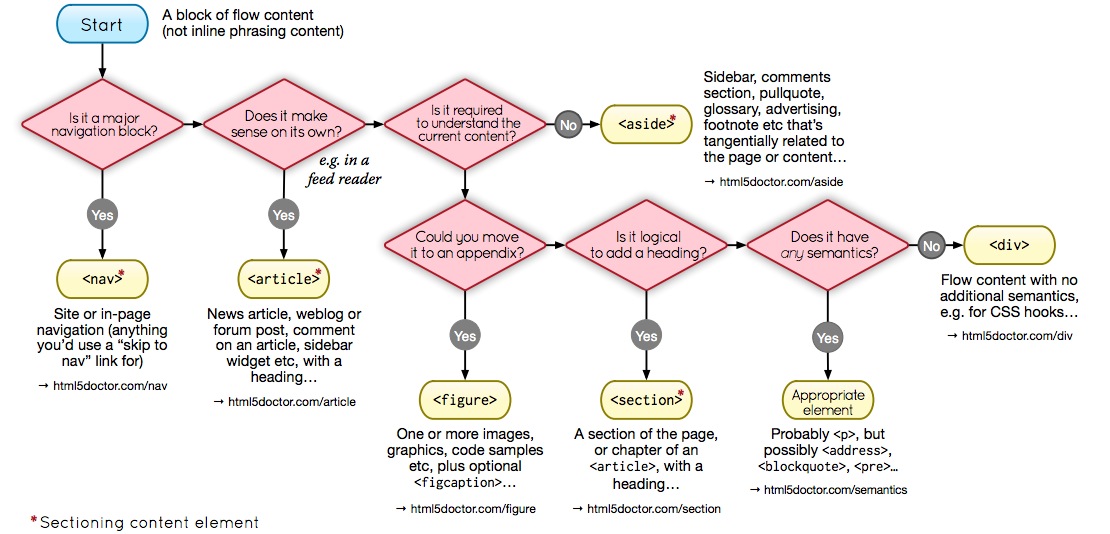 Start
A block of flow content
(not inline phrasing content)
Is it a major
navigation block?
Does it make
sense on its own?
e.g. in a
feed reader
Is it required
to understand the
current content?
No
<aside>*
Sidebar, comments
section, pullquote,
glossary, advertising,
footnote etc that's
tangentially related to
the page or content…
→ html5doctor.com/aside
Yes
<nav>*
Site or in-page
navigation (anything
you'd use a “skip to
nav” link for)
→ html5doctor.com/nav
Yes
<article>*
News article, weblog or
forum post, comment
on an article, sidebar
widget etc, with a
heading…
→ html5doctor.com/article
Could you move
it to an appendix?
Yes
<figure>
One or more images,
graphics, code samples
etc, plus optional
<figcaption>…
→ html5doctor.com/figure
Is it logical
to add a heading?
Yes
<section>*
A section of the page,
or chapter of an
<article>, with a
heading…
→ html5doctor.com/section
Does it have
any semantics?
Yes
Appropriate
element
Probably <p>, but
possibly <address>,
<blockquote>, <pre>…
→ html5doctor.com/semantics
No
<div>
Flow content with no
additional semantics,
e.g. for CSS hooks…
→ html5doctor.com/div
*Sectioning content element